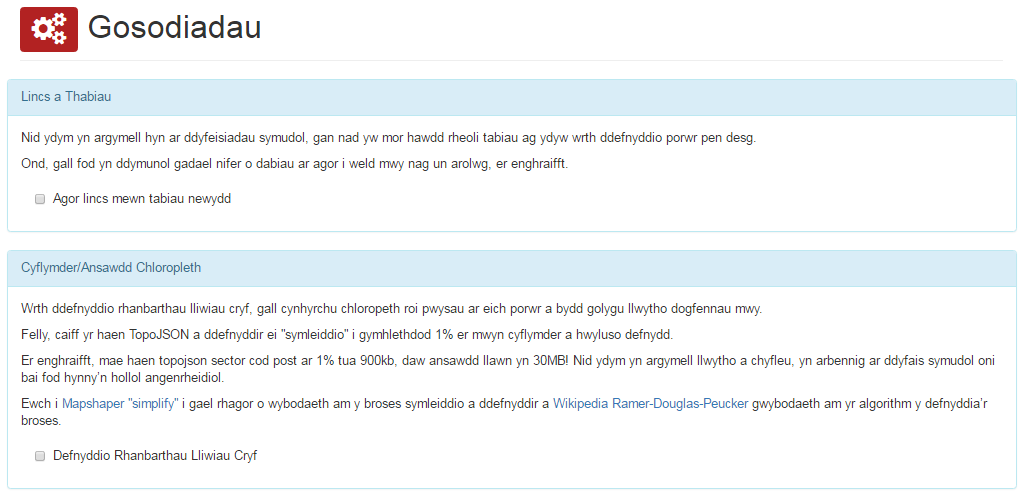 Gosodiadau
Lincs a Thabiau
Nid ydym yn argymell hyn ar ddyfeisiadau symudol, gan nad yw mor hawdd rheoli tabiau ag ydyw wrth ddefnyddio porwr pen desg.
Ond, gall fod yn ddymunol gadael nifer o dabiau ar agor i weld mwy nag un arolwg, er enghraifft.
Agor lincs mewn tabiau newydd
Cyflymder/Ansawdd Chloropleth
Wrth ddefnyddio rhanbarthau lliwiau cryf, gall cynhyrchu chloropeth roi pwysau ar eich porwr a bydd golygu llwytho dogfennau mwy.
Felly, caiff yr haen TopoJSON a ddefnyddir ei "symleiddio" i gymhlethdod 1% er mwyn cyflymder a hwyluso defnydd.
Er enghraifft, mae haen topojson sector cod post ar 1% tua 900kb, daw ansawdd llawn yn 30MB! Nid ydym yn argymell llwytho a chyfleu, yn arbennig ar ddyfais symudol oni
bai fod hynny'n hollol angenrheidiol.
Ewch i Mapshaper "simplify" i gael rhagor o wybodaeth am y broses symleiddio a ddefnyddir a Wikipedia Ramer-Douglas-Peucker gwybodaeth am yr algorithm y defnyddia'r
broses.
Defnyddio Rhanbarthau Lliwiau Cryf